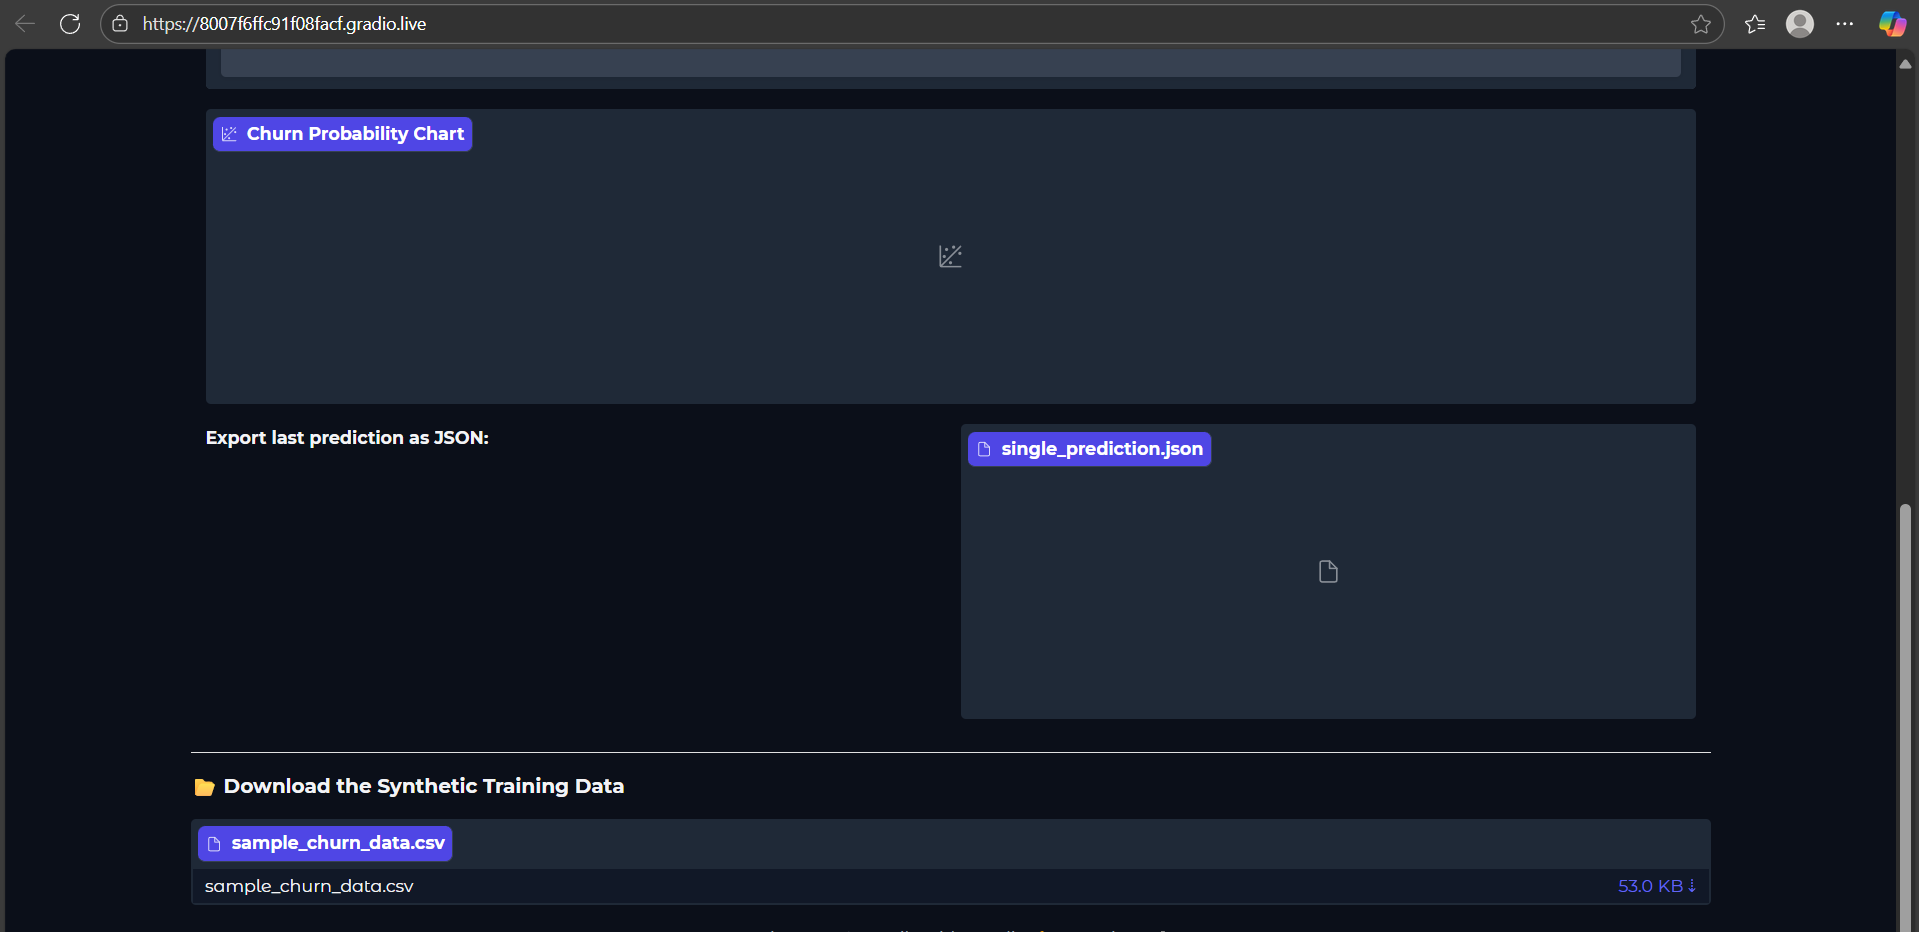 https://8007f6ffc91f08facf.gradio.live
Churn Probability Chart
Export last prediction as JSON:
single_prediction.json
Download the Synthetic Training Data
sample_churn_data.csv
sample_churn_data.csv
53.0 KB ⇣